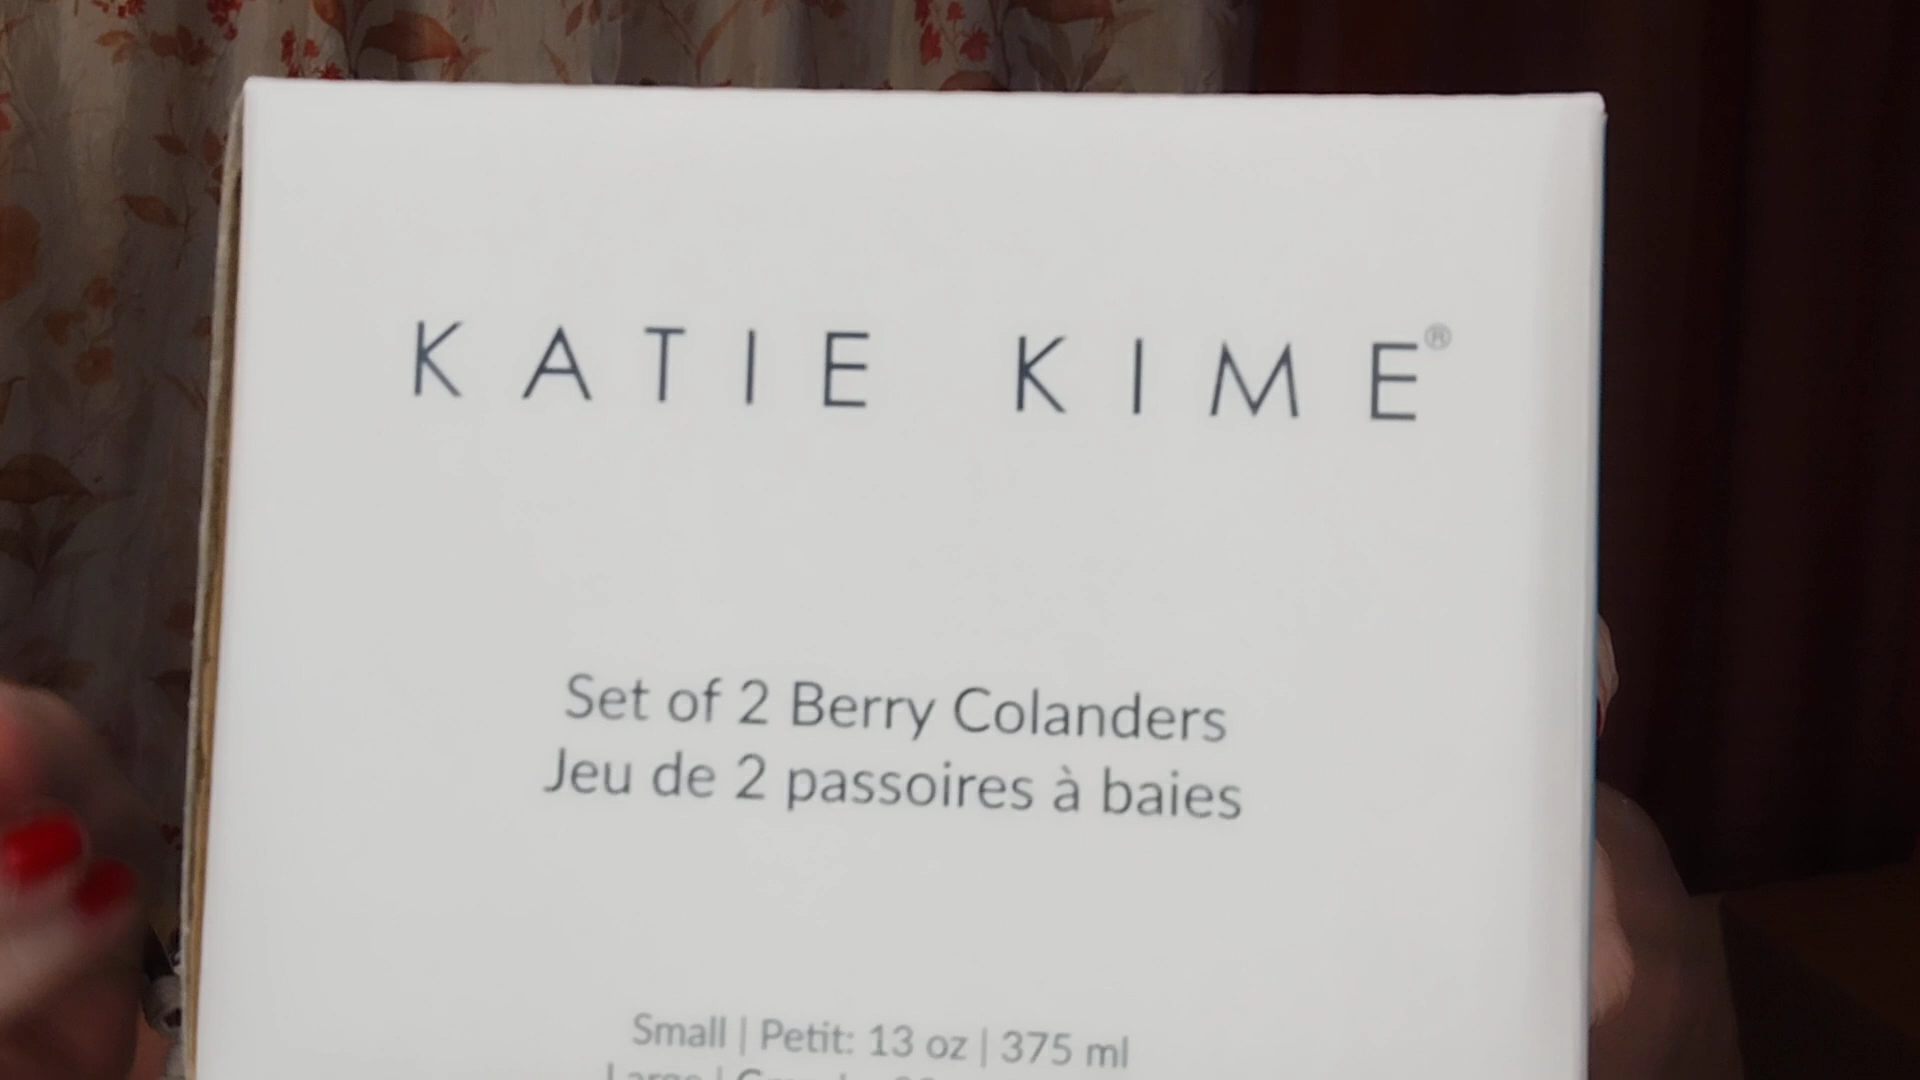 KATIE KIME®
Set of 2 Berry Colanders
Jeu de 2 passoires à baies
Small | Petit: 13 oz | 375 ml